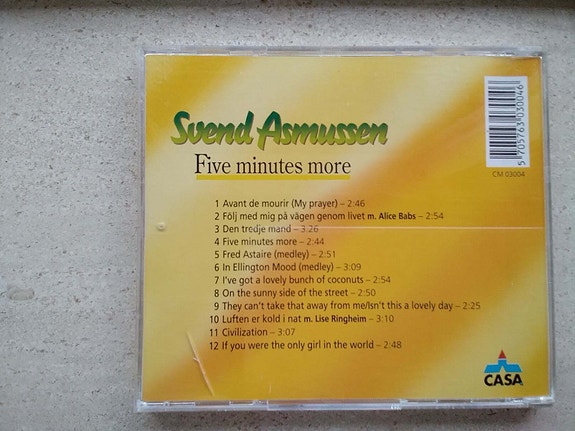 Svend Asmussen
Five minutes more
5 705763 030046
CM 03004
1 Avant de mourir (My prayer) – 2:46
2 Följ med mig på vägen genom livet m. Alice Babs – 2:54
3 Den tredje mand – 3:26
4 Five minutes more – 2:44
5 Fred Astaire (medley) – 2:51
6 In Ellington Mood (medley) – 3:09
7 I've got a lovely bunch of coconuts – 2:54
8 On the sunny side of the street – 2:50
9 They can't take that away from me/Isn't this a lovely day – 2:25
10 Luften er kold i nat m. Lise Ringheim – 3:10
11 Civilization – 3:07
12 If you were the only girl in the world – 2:48
CASA